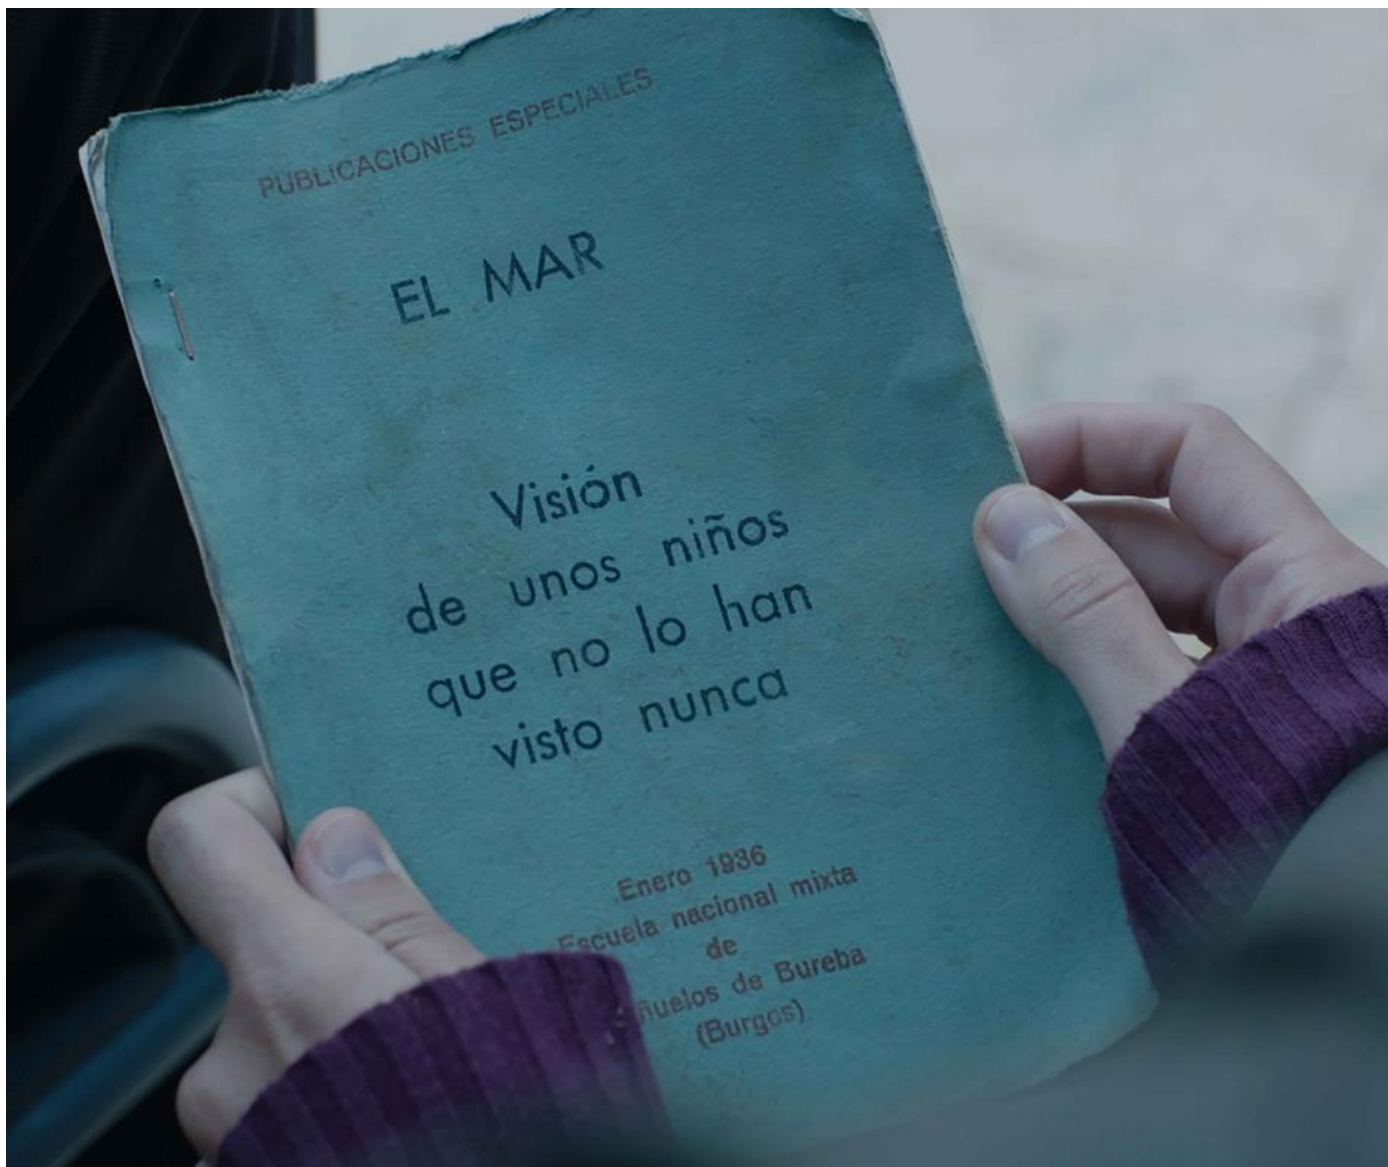 PUBLICACIONES ESPECIALES
EL MAR
Visión
de unos niños
que no lo han
visto nunca
Enero 1936
Escuela nacional mixta
de
ñuelos de Bureba
(Burgos)